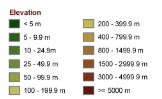 Elevation
< 5 m
5 - 9.9 m
10 - 24.9m
25 - 49.9 m
50 - 99.9 m
100 - 199.9 m
200 - 399.9 m
400 - 799.9 m
800 - 1499.9 m
1500 - 2999.9 m
3000 - 4999.9 m
>= 5000 m